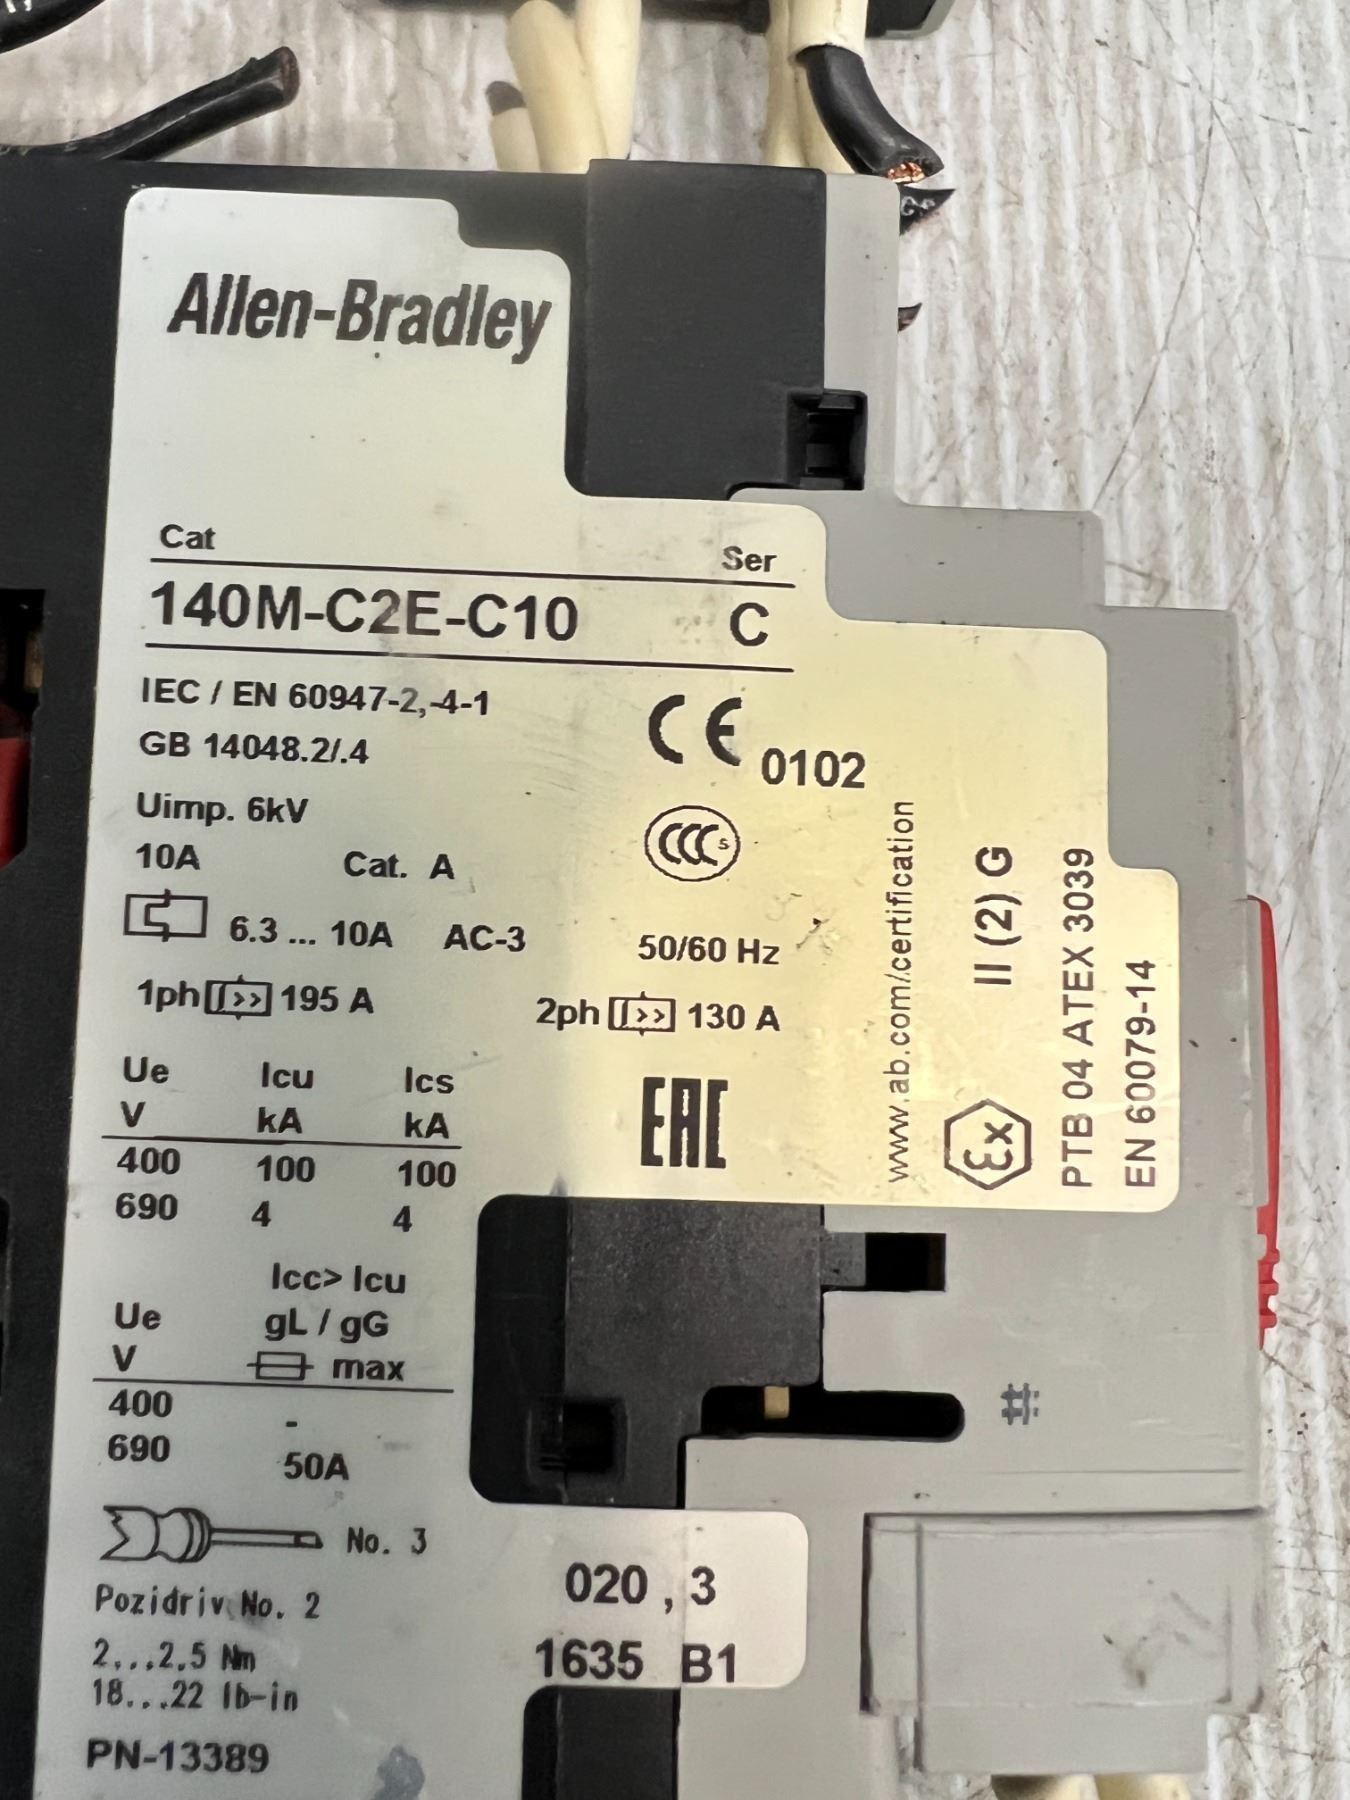 Allen-Bradley
Cat Ser
140M-C2E-C10 C
IEC / EN 60947-2,-4-1
GB 14048.2/.4
CE 0102
Uimp. 6kV
10A Cat. A
CCC S
6.3 ... 10A AC-3 50/60 Hz
1ph >> 195 A 2ph >> 130 A
Ue Icu Ics
V kA kA
400 100 100
690 4 4
EAC
www.ab.com/certification
Ex II (2) G
PTB 04 ATEX 3039
EN 60079-14
Icc> Icu
Ue gL / gG
V max
400 -
690 50A
No. 3
Pozidriv No. 2
2...2.5 Nm
18...22 lb-in
PN-13389
020 , 3
1635 B1